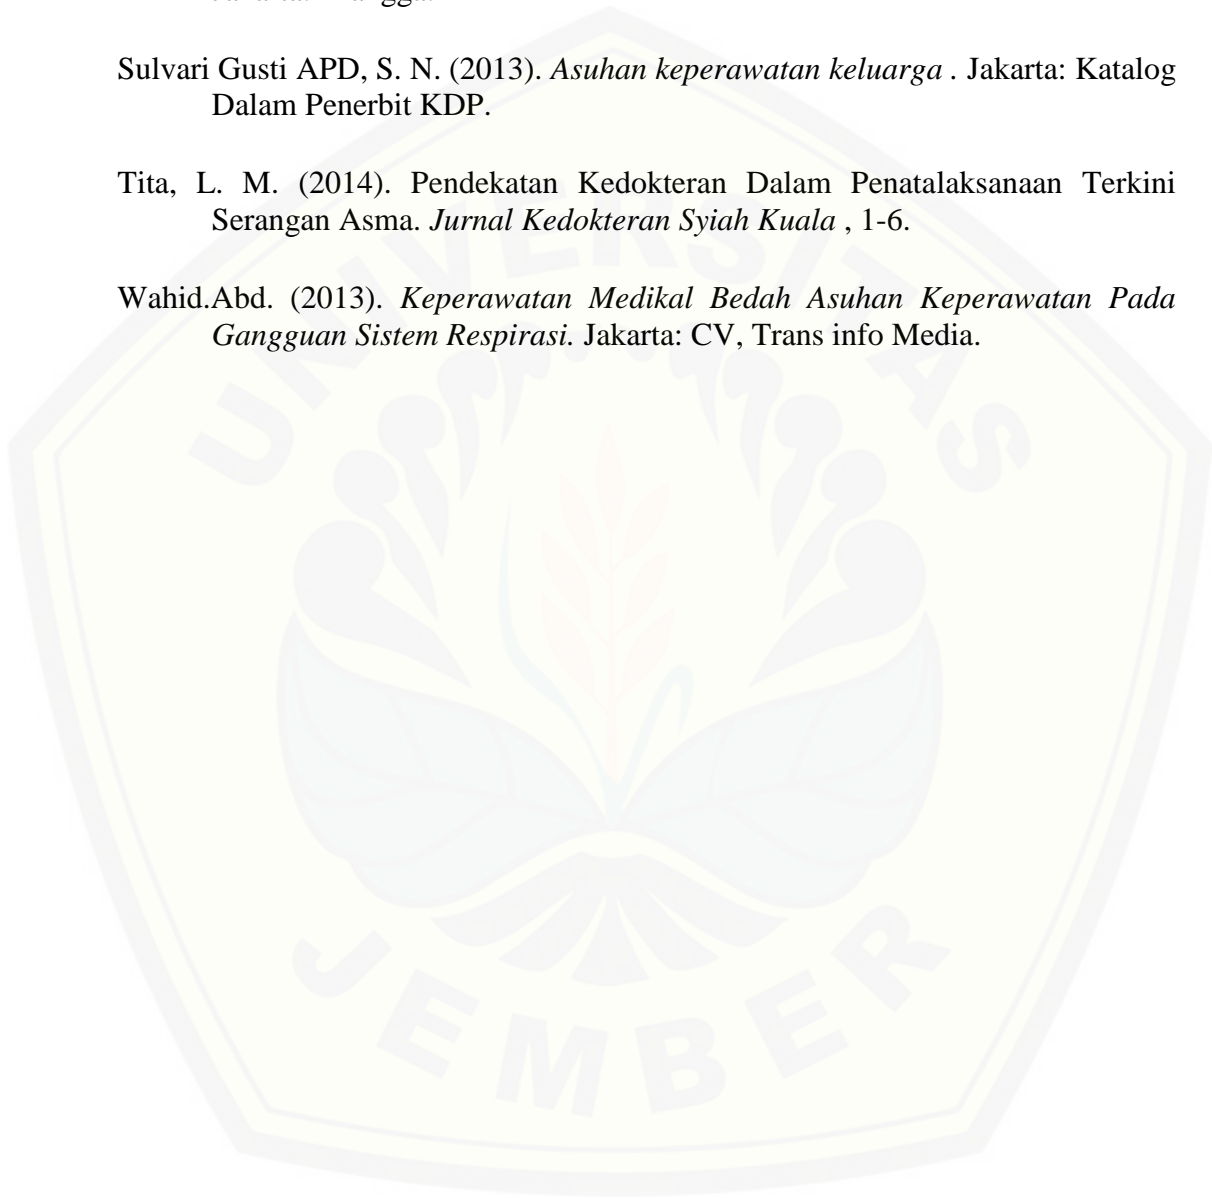 Sulvari Gusti APD, S. N. (2013). Asuhan keperawatan keluarga . Jakarta: Katalog
Dalam Penerbit KDP.
Tita, L. M. (2014). Pendekatan Kedokteran Dalam Penatalaksanaan Terkini
Serangan Asma. Jurnal Kedokteran Syiah Kuala , 1-6.
Wahid.Abd. (2013). Keperawatan Medikal Bedah Asuhan Keperawatan Pada
Gangguan Sistem Respirasi. Jakarta: CV, Trans info Media.
UNIVERSITAS
JEMBER